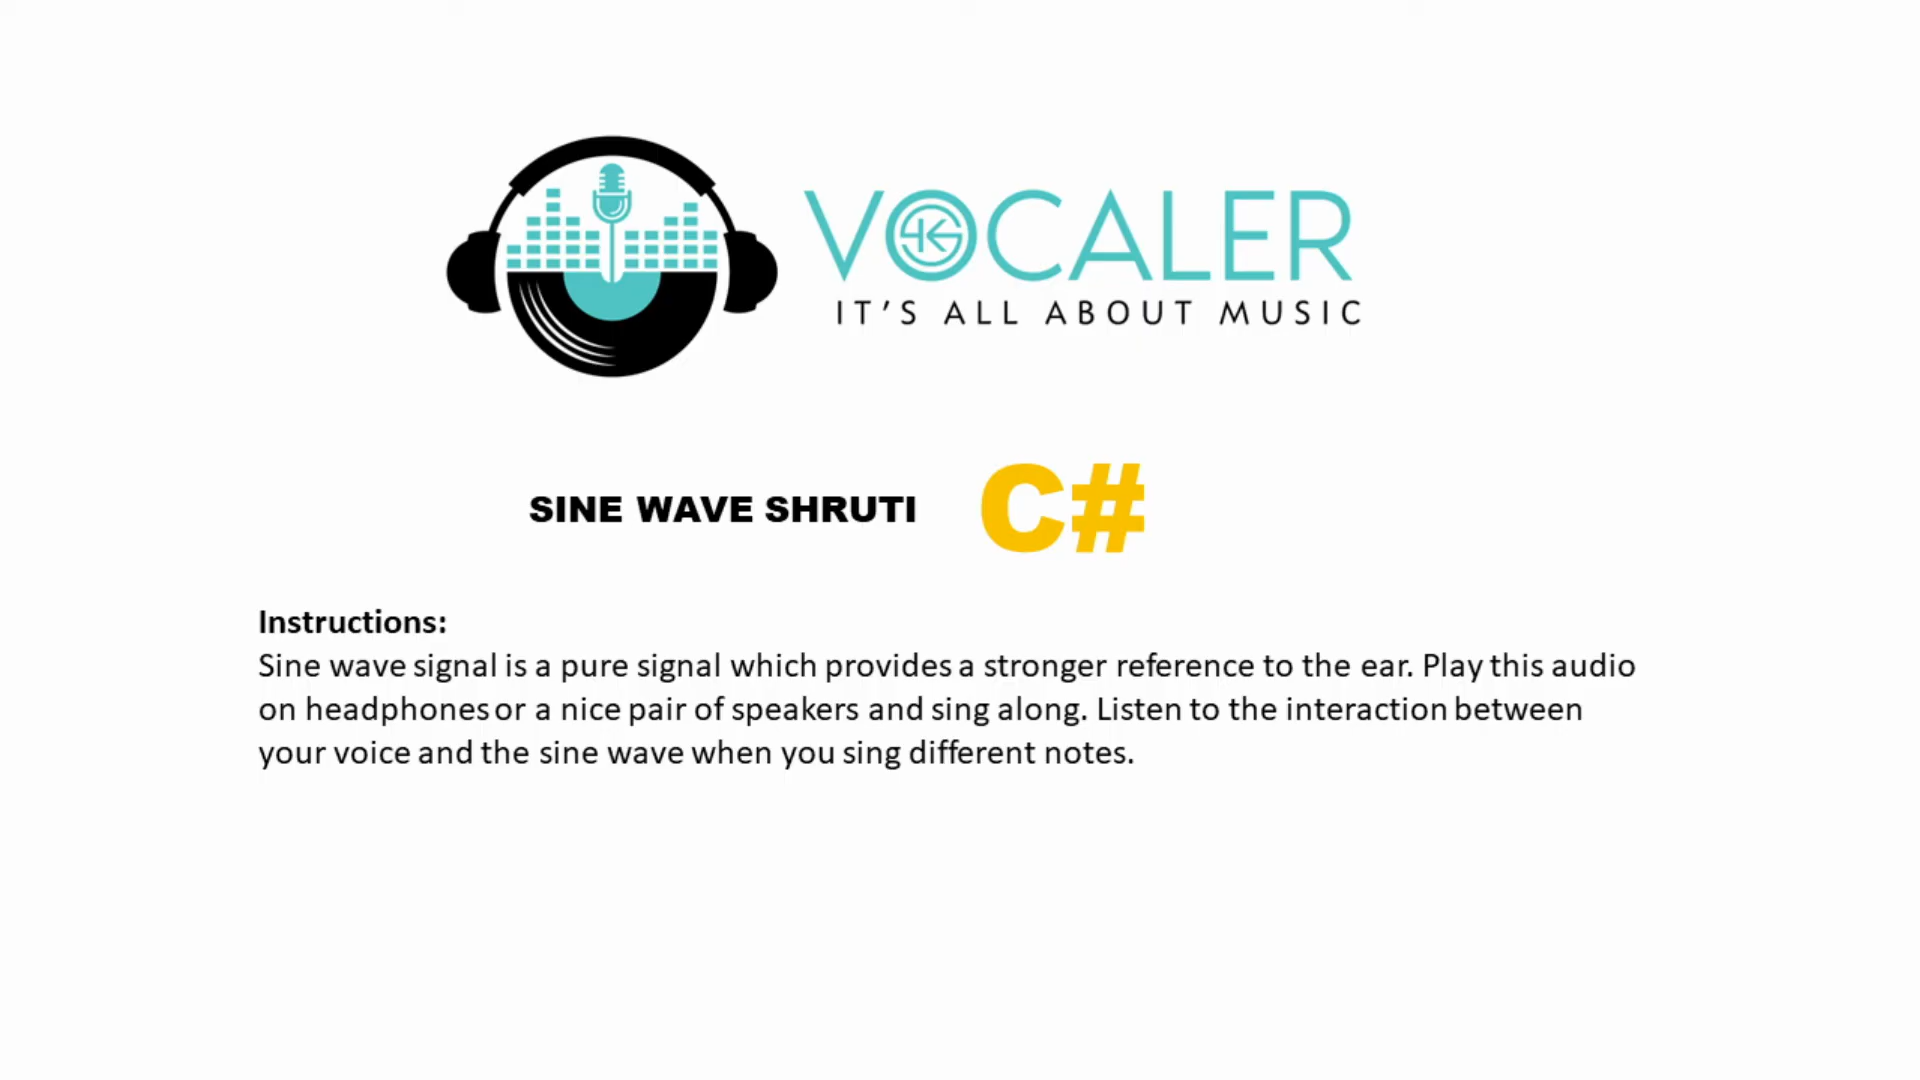 VOCALER
IT'S ALL ABOUT MUSIC
SINE WAVE SHRUTI C#
Instructions:
Sine wave signal is a pure signal which provides a stronger reference to the ear. Play this audio
on headphones or a nice pair of speakers and sing along. Listen to the interaction between
your voice and the sine wave when you sing different notes.